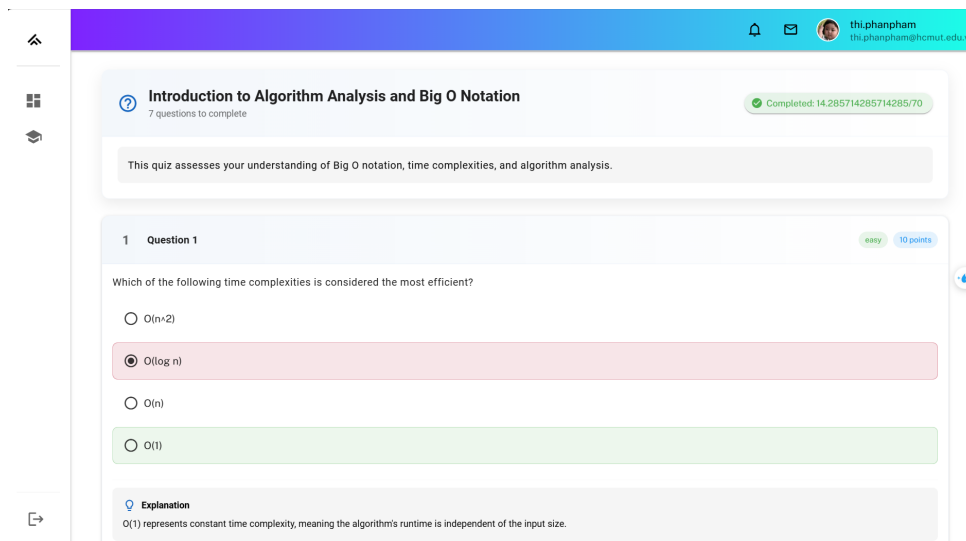 thi.phanpham
thi.phanpham@hcmut.edu.
Introduction to Algorithm Analysis and Big O Notation
7 questions to complete
Completed: 14.285714285714285/70
This quiz assesses your understanding of Big O notation, time complexities, and algorithm analysis.
1 Question 1
easy 10 points
Which of the following time complexities is considered the most efficient?
O(n^2)
O(log n)
O(n)
O(1)
Explanation
O(1) represents constant time complexity, meaning the algorithm's runtime is independent of the input size.